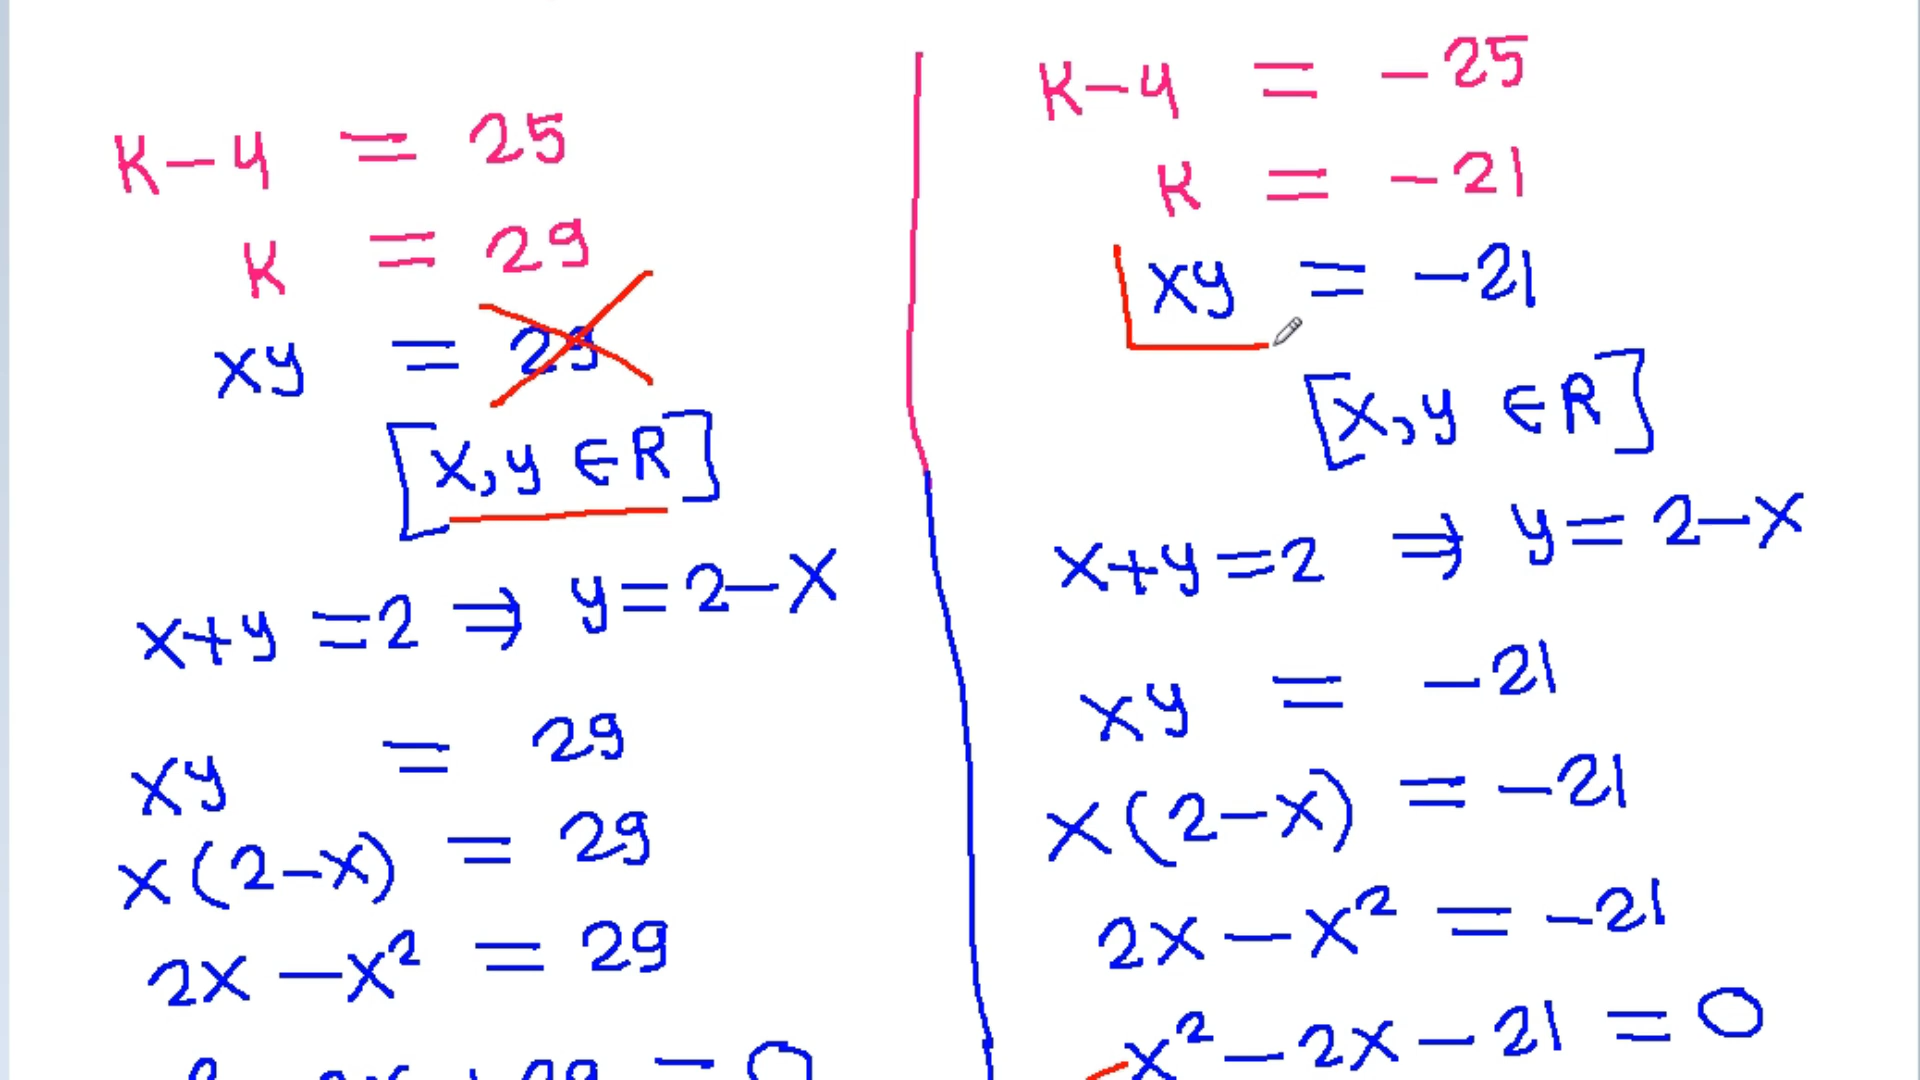 K-4 = 25
K = 29
xy = 29
[x,y ∈R]
x+y =2 ⇒ y=2-x
xy = 29
x(2-x) = 29
2x -x² = 29
K-4 = -25
K = -21
xy = -21
[x,y ∈R]
x+y=2 ⇒ y=2-x
xy = -21
x(2-x) = -21
2x - x² = -21
x² - 2x - 21 = 0